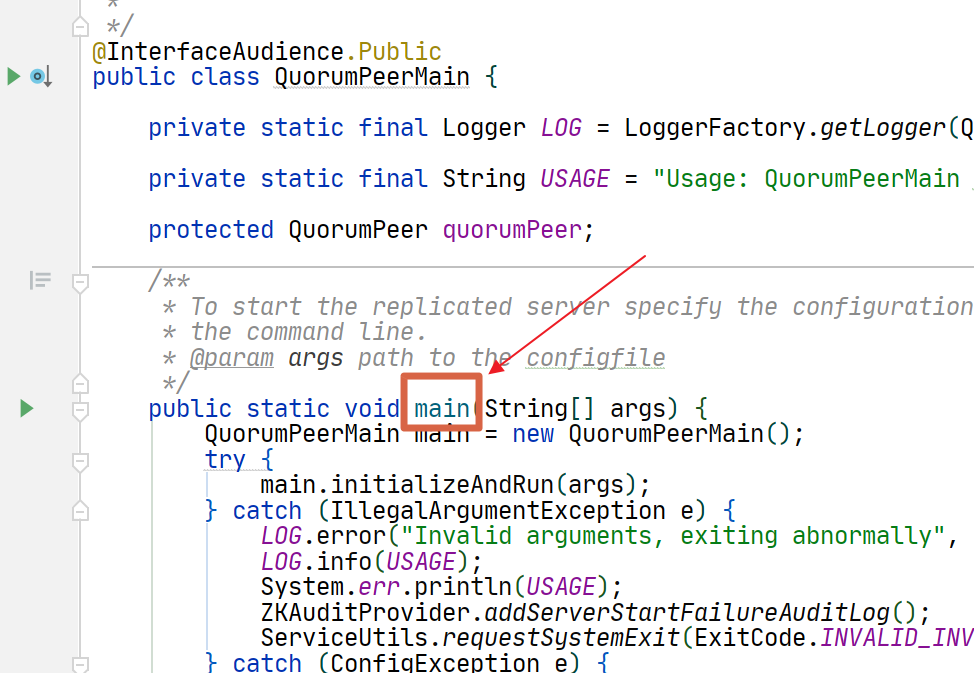 *
*/
@InterfaceAudience.Public
public class QuorumPeerMain {
private static final Logger LOG = LoggerFactory.getLogger(Q
private static final String USAGE = "Usage: QuorumPeerMain
protected QuorumPeer quorumPeer;
/**
* To start the replicated server specify the configuration
* the command line.
* @param args path to the configfile
*/
public static void main(String[] args) {
QuorumPeerMain main = new QuorumPeerMain();
try {
main.initializeAndRun(args);
} catch (IllegalArgumentException e) {
LOG.error("Invalid arguments, exiting abnormally",
LOG.info(USAGE);
System.err.println(USAGE);
ZKAuditProvider.addServerStartFailureAuditLog();
ServiceUtils.requestSystemExit(ExitCode.INVALID_INV
} catch (ConfigException e) {